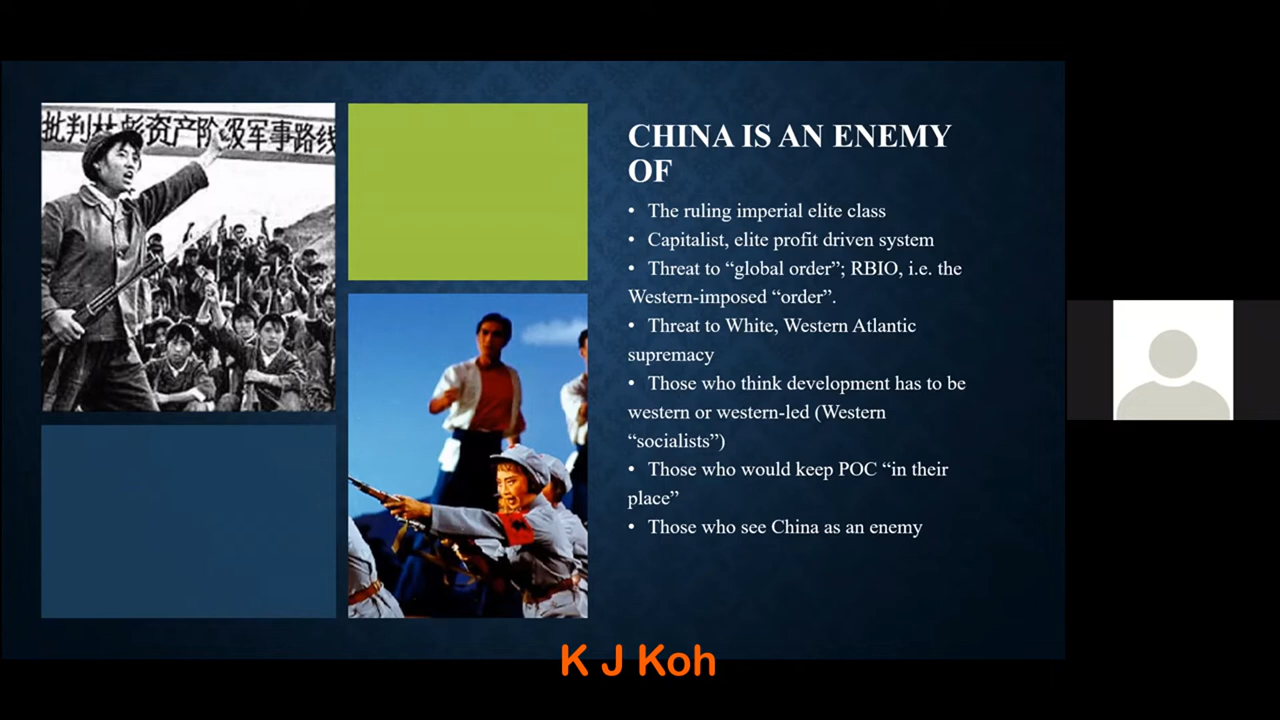 批判林彪资产阶级军事路线
CHINA IS AN ENEMY
OF
• The ruling imperial elite class
• Capitalist, elite profit driven system
• Threat to “global order”; RBIO, i.e. the
Western-imposed “order”.
• Threat to White, Western Atlantic
supremacy
• Those who think development has to be
western or western-led (Western
“socialists”)
• Those who would keep POC “in their
place”
• Those who see China as an enemy
K J Koh